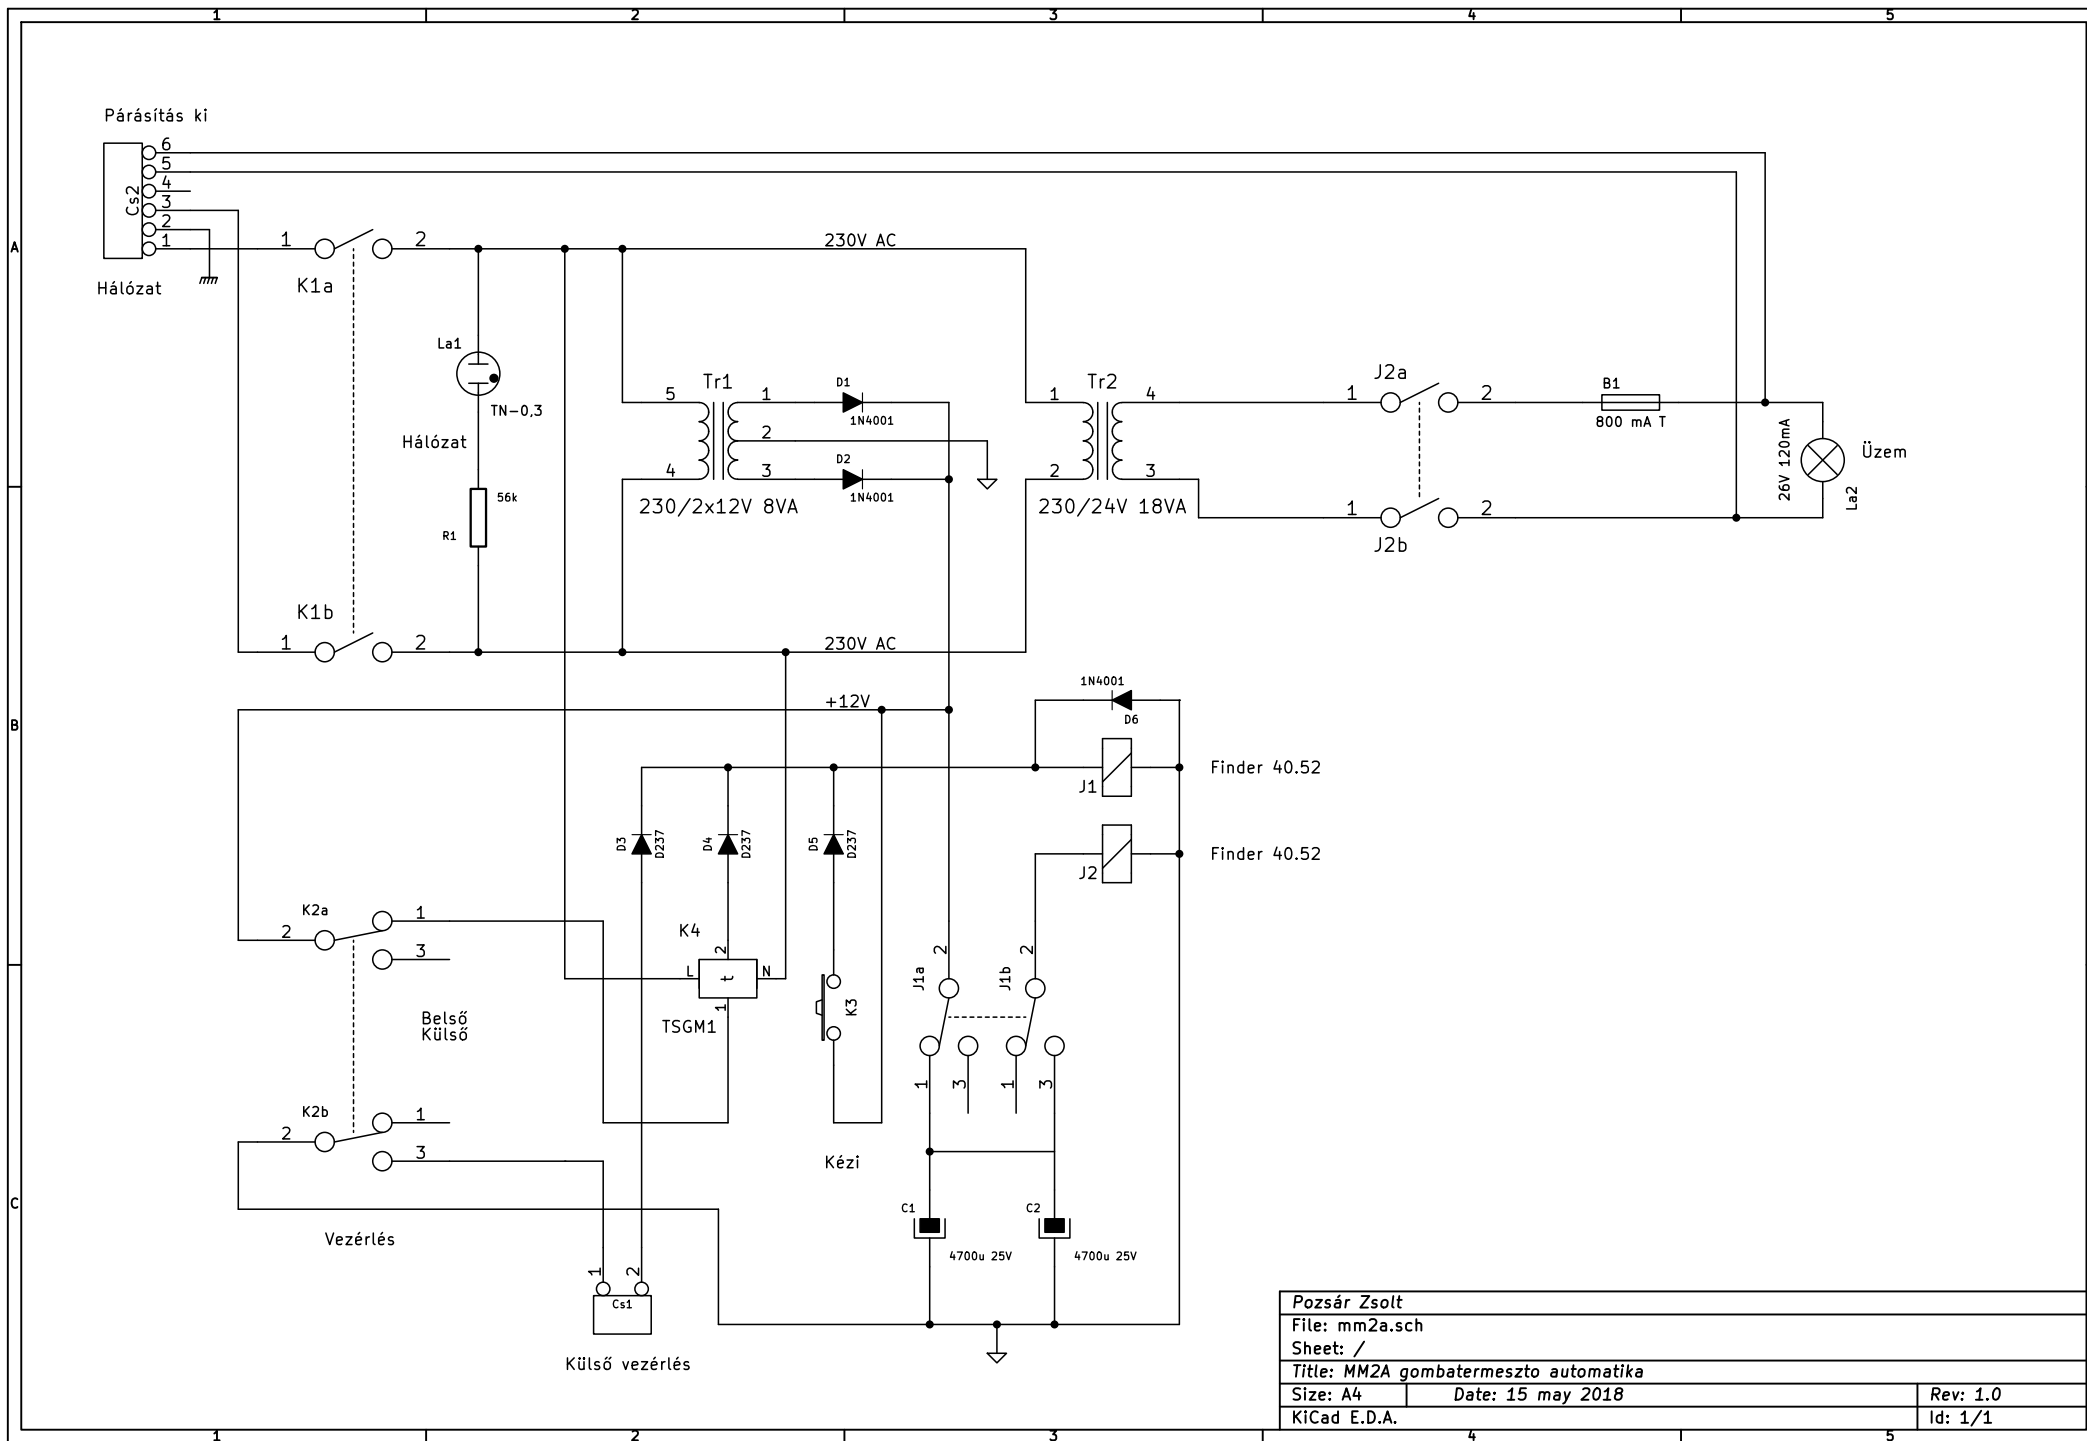 1 2 3 4 5
Párásítás ki
6
5
4
3
2
1
Cs2
Hálózat
A
1 2
K1a
230V AC
La1
TN-0,3
Hálózat
56k
R1
5 Tr1 1
2
4 3
230/2x12V 8VA
D1
1N4001
D2
1N4001
1 Tr2 4
2 3
230/24V 18VA
J2a
1 2
1 2
J2b
B1
800 mA T
26V 120mA
La2
Üzem
K1b
1 2
230V AC
+12V
B
1N4001
D6
J1
Finder 40.52
J2
Finder 40.52
D3
D237
D4
D237
D5
D237
K2a
2
1
3
K4
2
L t N
1
TSGM1
K3
Belső
Külső
J1a
2
J1b
2
1
3
1
3
K2b
2
1
3
Kézi
C
Vezérlés
C1
4700u 25V
C2
4700u 25V
1
2
Cs1
Külső vezérlés
Pozsár Zsolt
File: mm2a.sch
Sheet: /
Title: MM2A gombatermeszto automatika
Size: A4 Date: 15 may 2018 Rev: 1.0
KiCad E.D.A. Id: 1/1
1 2 3 4 5